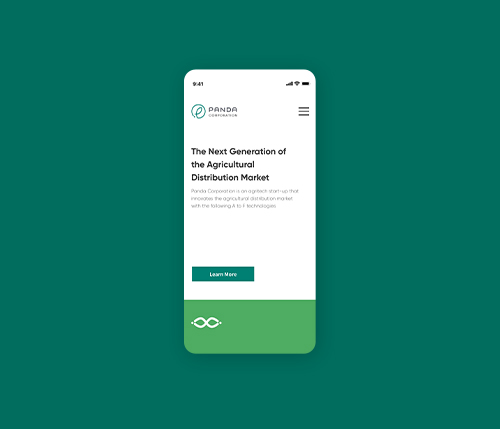 9:41
PANDA
CORPORATION
The Next Generation of
the Agricultural
Distribution Market
Panda Corporation is an agritech start-up that
innovates the agricultural distribution market
with the following A to F technologies.
Learn More